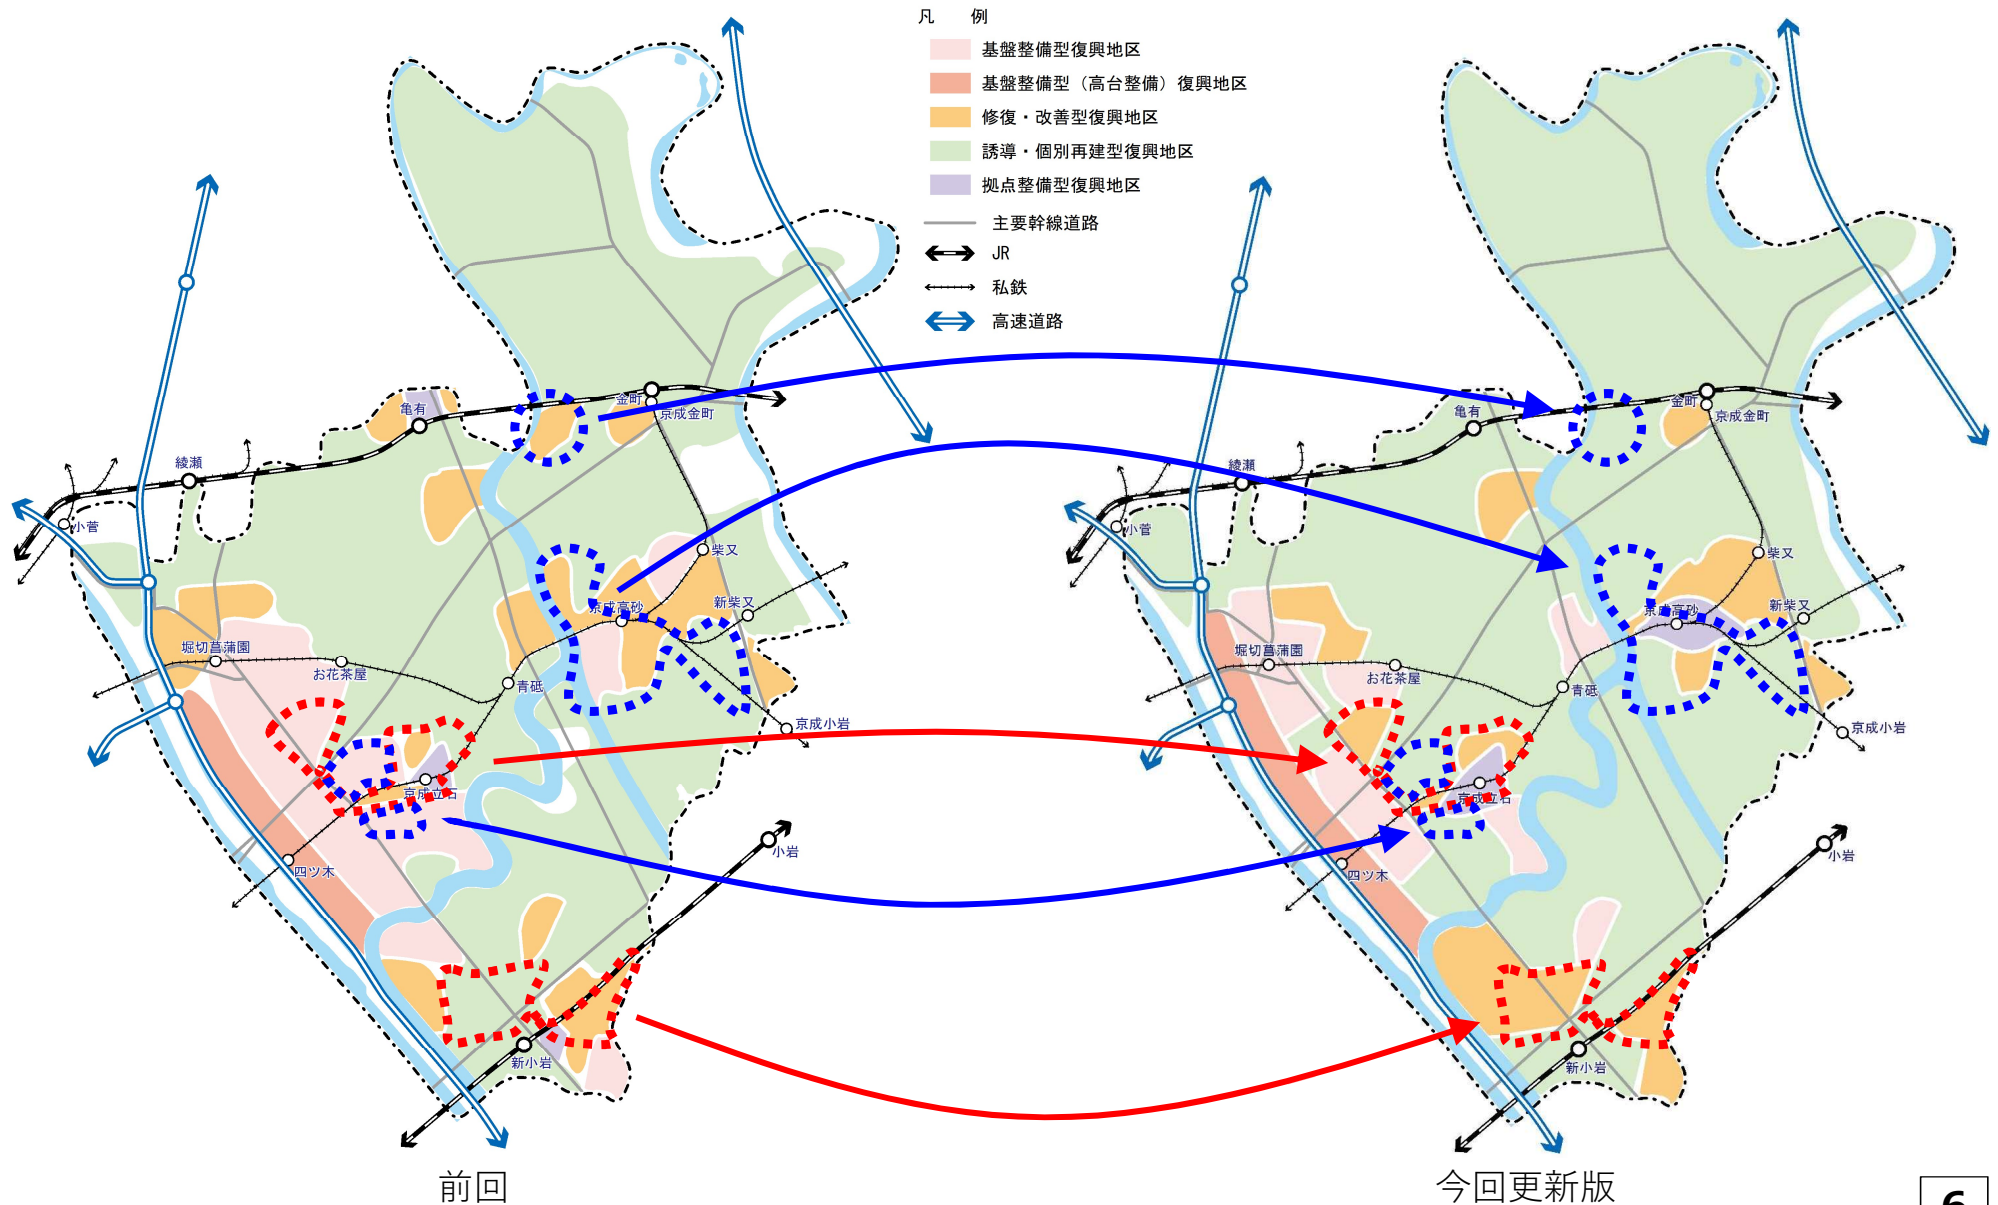 凡　例
基盤整備型復興地区
基盤整備型（高台整備）復興地区
修復・改善型復興地区
誘導・個別再建型復興地区
拠点整備型復興地区
主要幹線道路
JR
私鉄
高速道路
金町
京成金町
亀有
綾瀬
小菅
柴又
新柴又
京成高砂
堀切菖蒲園
お花茶屋
青砥
京成小岩
京成立石
四ツ木
小岩
新小岩
前回
金町
京成金町
亀有
綾瀬
小菅
柴又
新柴又
京成高砂
堀切菖蒲園
お花茶屋
青砥
京成小岩
京成立石
四ツ木
小岩
新小岩
今回更新版
6